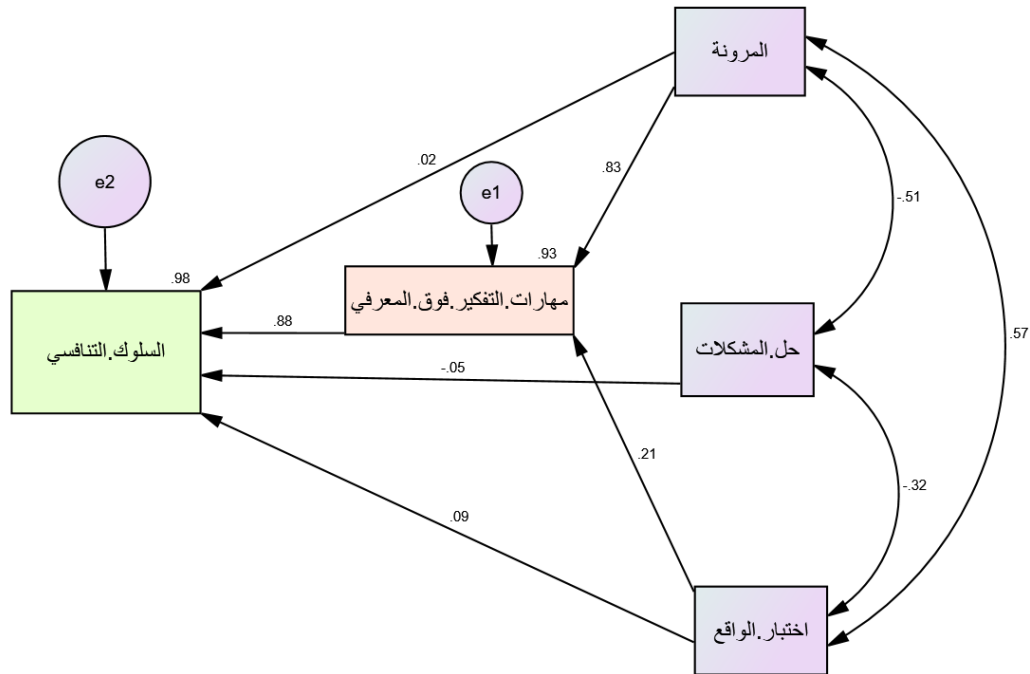 المرونة
e2
.02
.83
e1
-.51
.98
.93
مهارات.التفكير.فوق.المعرفي
السلوك.التنافسي
.88
حل.المشكلات
.57
-.05
.21
-.32
.09
اختبار.الواقع